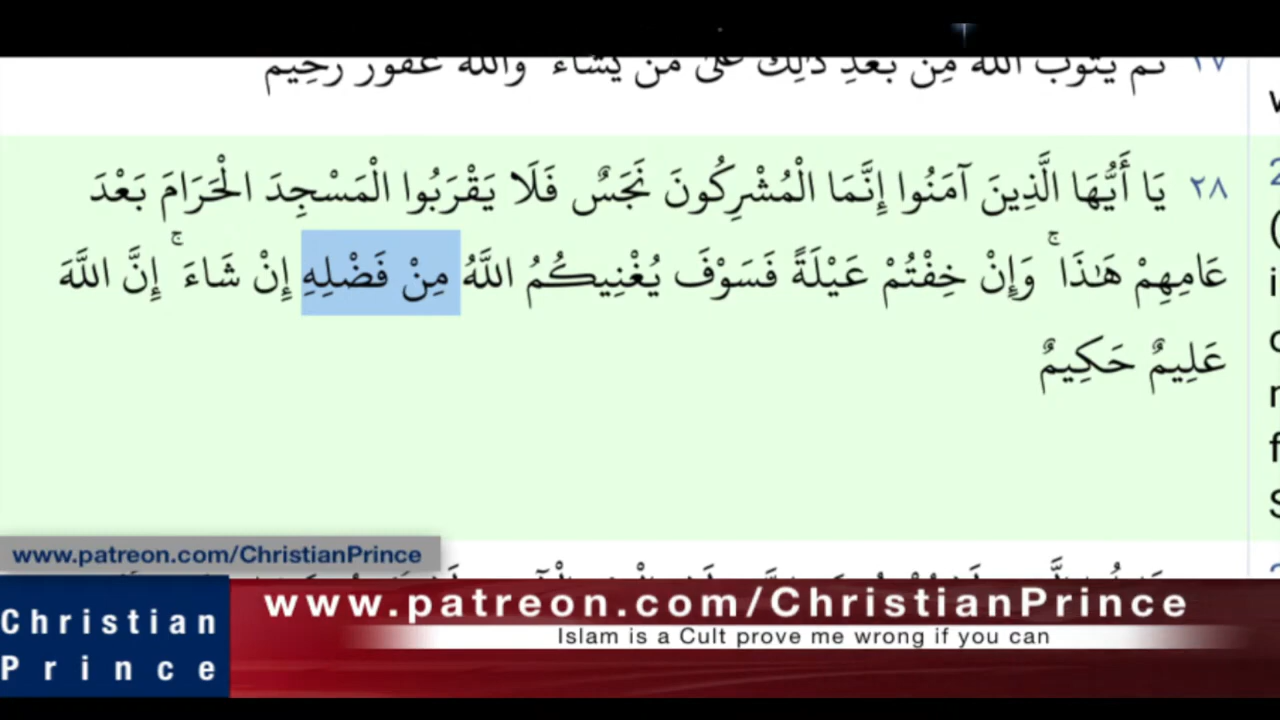 ثم يتوب الله من بعد ذلك على من يشاء والله غفور رحيم ٢٧
٢٨ يَا أَيُّهَا الَّذِينَ آمَنُوا إِنَّمَا الْمُشْرِكُونَ نَجَسٌ فَلَا يَقْرَبُوا الْمَسْجِدَ الْحَرَامَ بَعْدَ
عَامِهِمْ هَٰذَا ۚ وَإِنْ خِفْتُمْ عَيْلَةً فَسَوْفَ يُغْنِيكُمُ اللَّهُ مِنْ فَضْلِهِ إِنْ شَاءَ ۚ إِنَّ اللَّهَ
عَلِيمٌ حَكِيمٌ
www.patreon.com/ChristianPrince
www.patreon.com/ChristianPrince
Islam is a Cult prove me wrong if you can
Christian
Prince